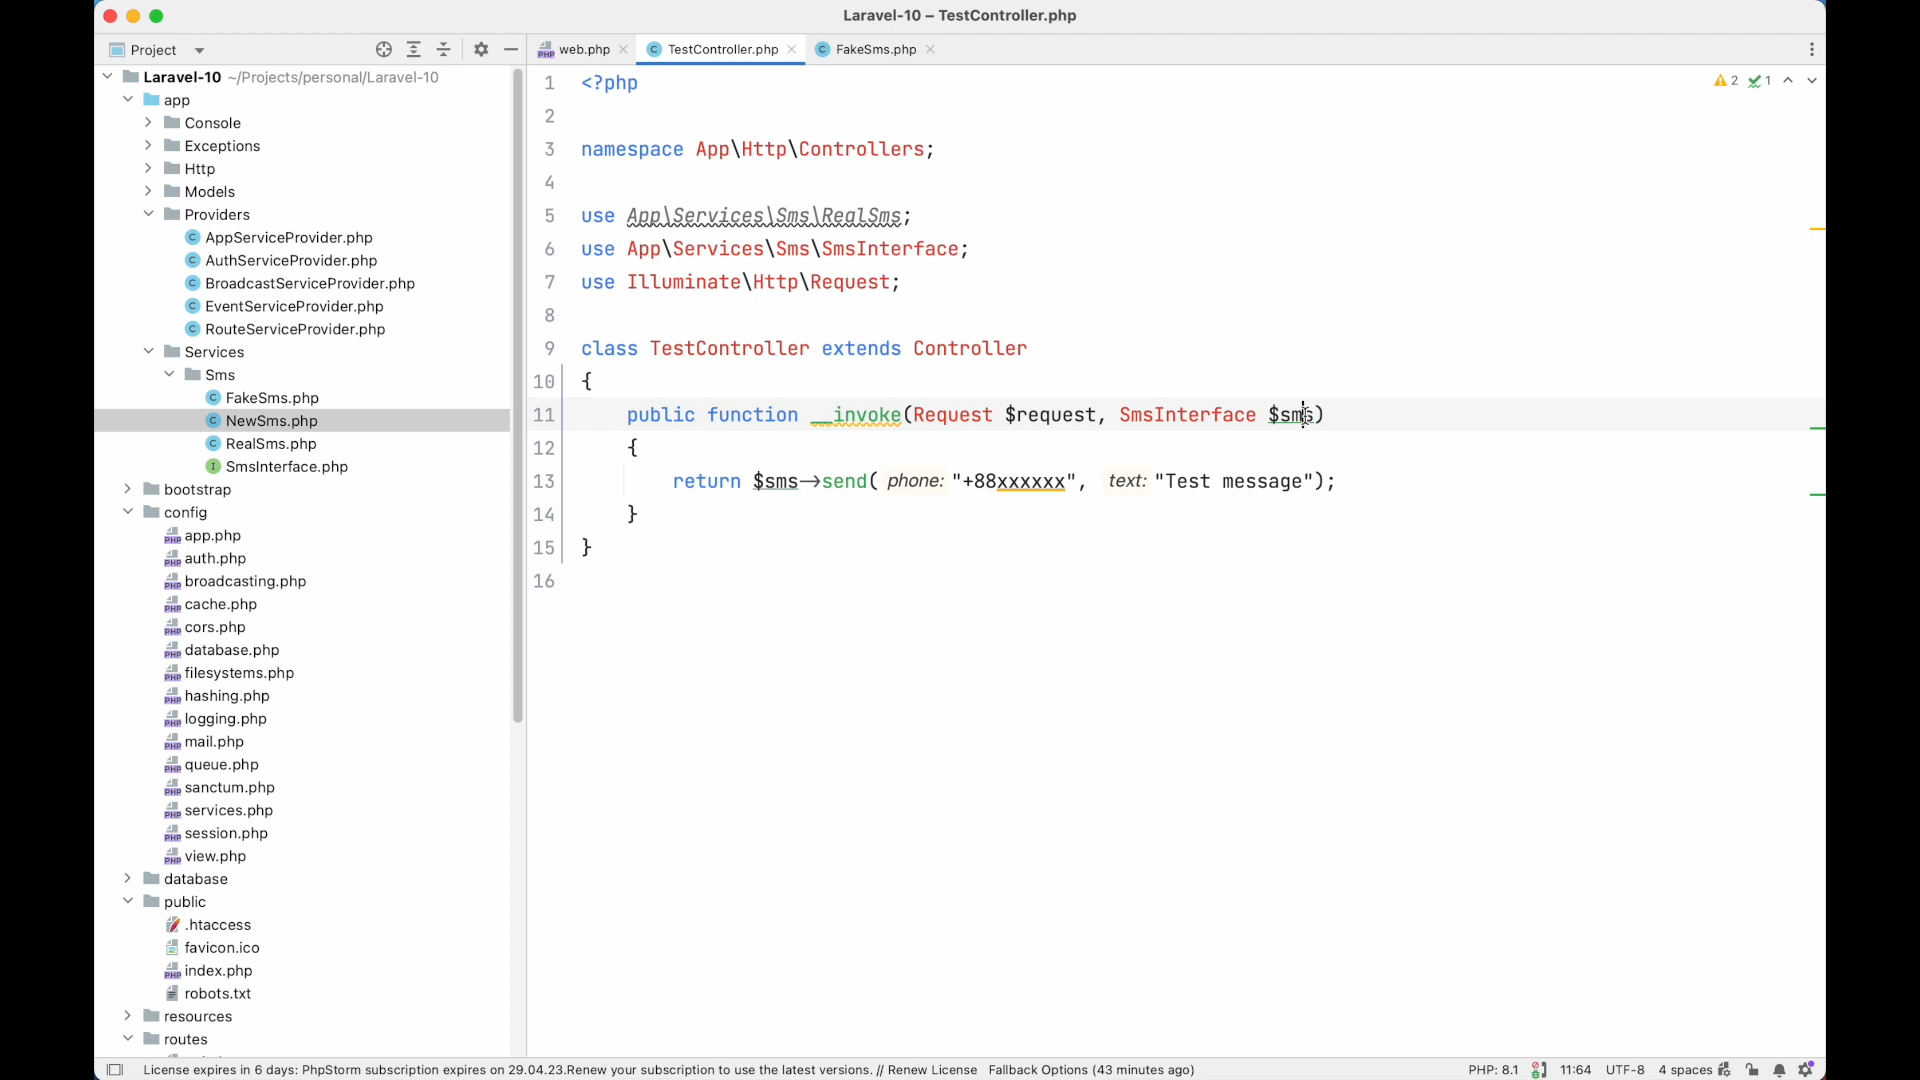 Laravel-10 – TestController.php
Project
web.php
TestController.php
FakeSms.php
Laravel-10 ~/Projects/personal/Laravel-10
app
Console
Exceptions
Http
Models
Providers
AppServiceProvider.php
AuthServiceProvider.php
BroadcastServiceProvider.php
EventServiceProvider.php
RouteServiceProvider.php
Services
Sms
FakeSms.php
NewSms.php
RealSms.php
SmsInterface.php
bootstrap
config
app.php
auth.php
broadcasting.php
cache.php
cors.php
database.php
filesystems.php
hashing.php
logging.php
mail.php
queue.php
sanctum.php
services.php
session.php
view.php
database
public
.htaccess
favicon.ico
index.php
robots.txt
resources
routes
2 1
1 <?php
2
3 namespace App\Http\Controllers;
4
5 use App\Services\Sms\RealSms;
6 use App\Services\Sms\SmsInterface;
7 use Illuminate\Http\Request;
8
9 class TestController extends Controller
10 {
11 public function __invoke(Request $request, SmsInterface $sms)
12 {
13 return $sms->send( phone: "+88xxxxxx", text: "Test message");
14 }
15 }
16
License expires in 6 days: PhpStorm subscription expires on 29.04.23.Renew your subscription to use the latest versions. // Renew License Fallback Options (43 minutes ago)
PHP: 8.1 11:64 UTF-8 4 spaces